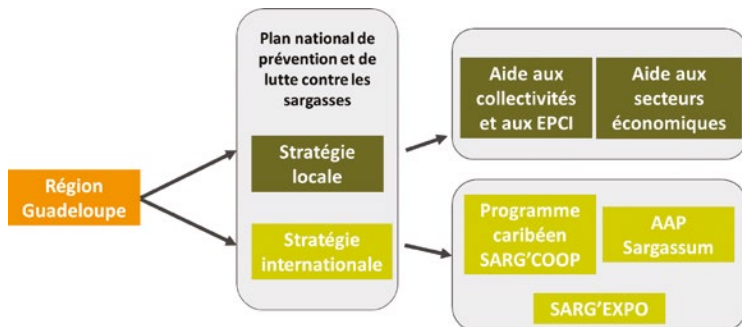 Région
Guadeloupe
Plan national de
prévention et de
lutte contre les
sargasses
Stratégie
locale
Stratégie
internationale
Aide aux
collectivités
et aux EPCI
Aide aux
secteurs
économiques
Programme
caribéen
SARG'COOP
AAP
Sargassum
SARG'EXPO